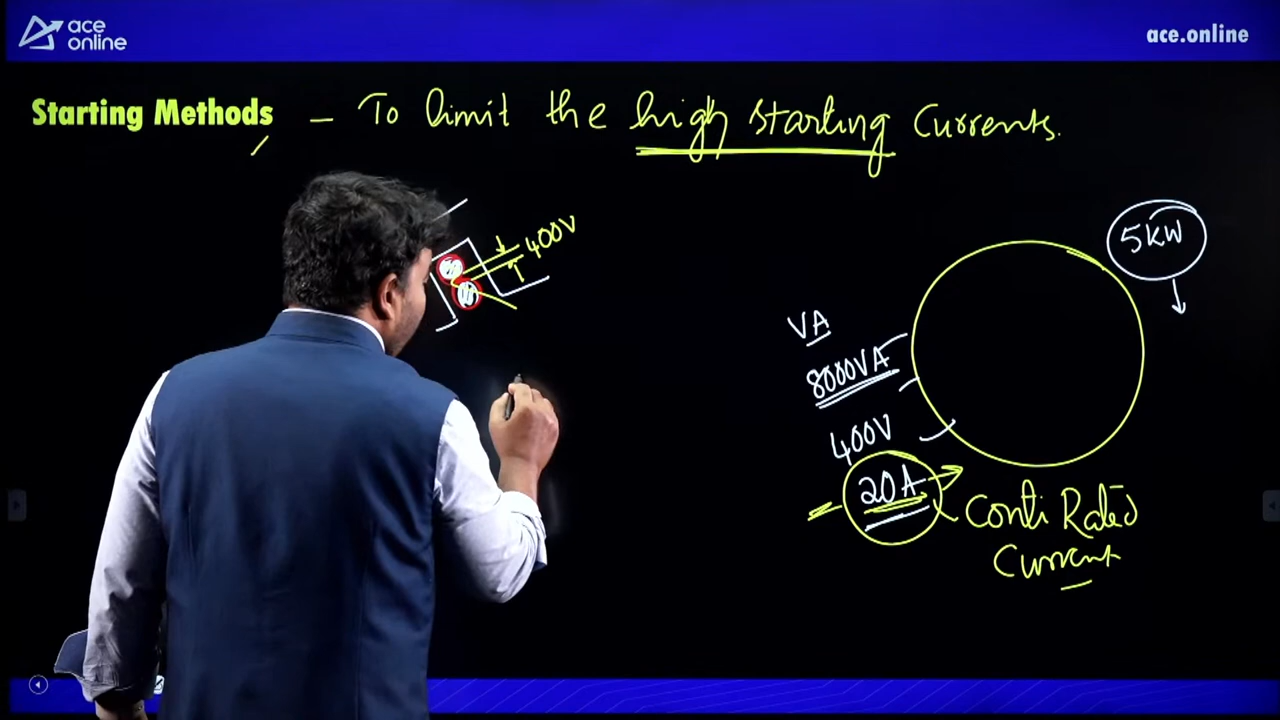 ace
online
ace.online
Starting Methods - To limit the high starting Currents.
400V
5KW
VA
8000VA
400V
20A
Conti Rated
Current